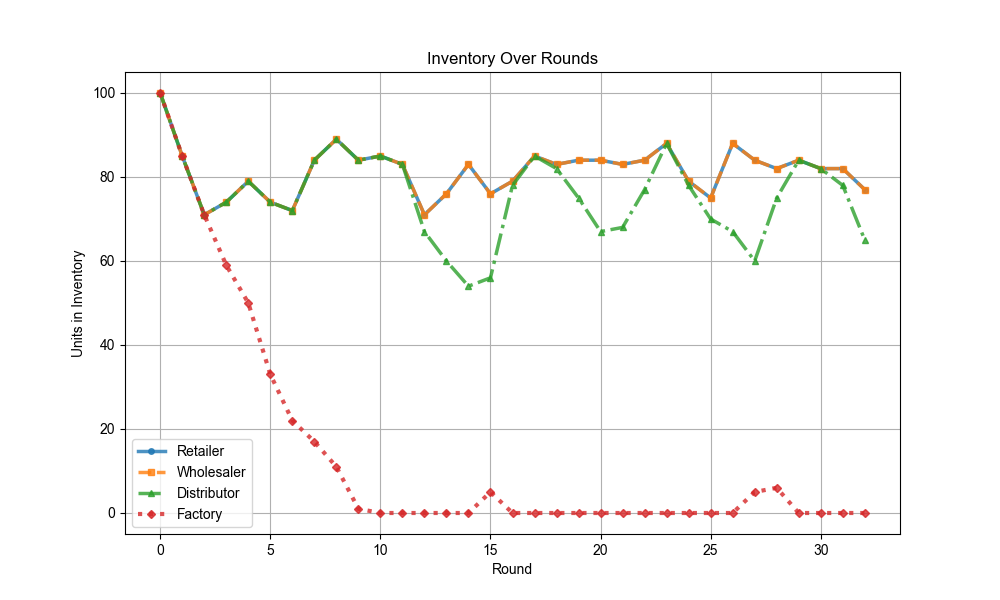 Inventory Over Rounds
Units in Inventory
100
80
60
40
20
0
Retailer
Wholesaler
Distributor
Factory
0 5 10 15 20 25 30
Round